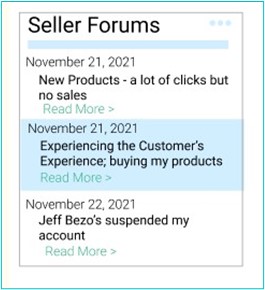 Seller Forums
November 21, 2021
New Products - a lot of clicks but
no sales
Read More >
November 21, 2021
Experiencing the Customer's
Experience; buying my products
Read More >
November 22, 2021
Jeff Bezo's suspended my
account
Read More >